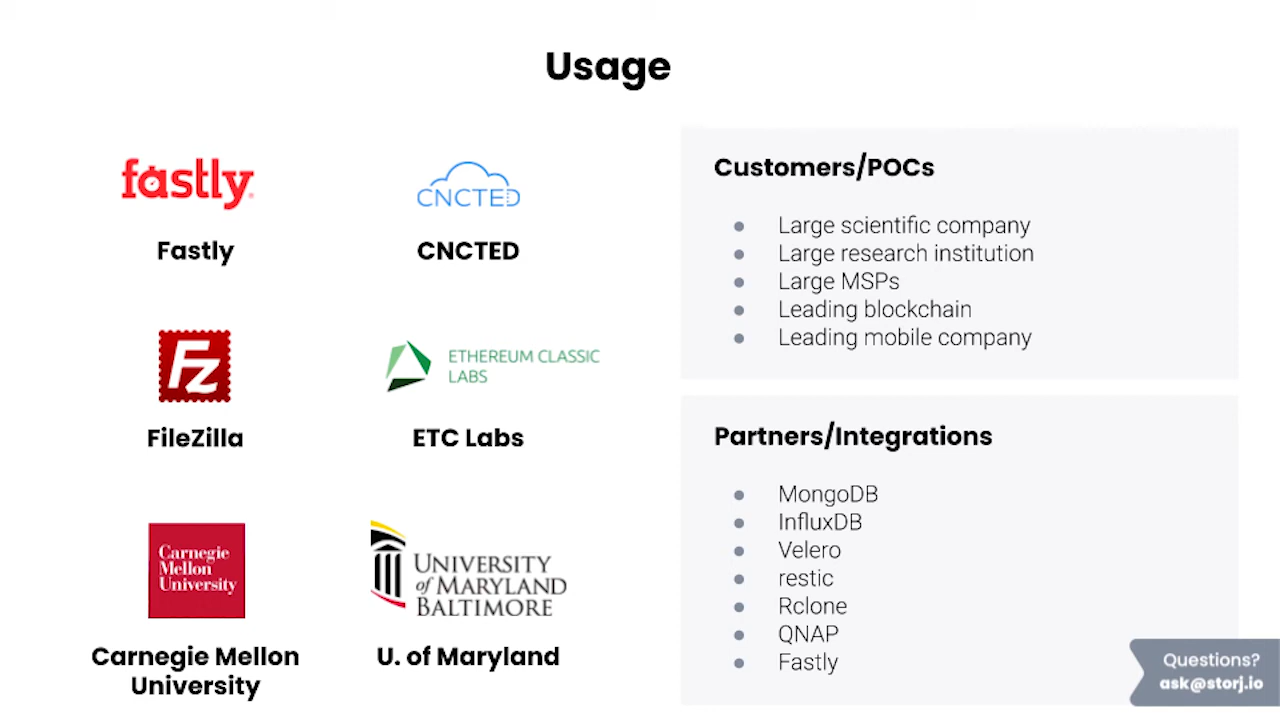 Usage
fastly
Fastly
CNCTED
CNCTED
Fz
FileZilla
ETHEREUM CLASSIC
LABS
ETC Labs
Carnegie
Mellon
University
Carnegie Mellon
University
UNIVERSITY
of MARYLAND
BALTIMORE
U. of Maryland
Customers/POCs
● Large scientific company
● Large research institution
● Large MSPs
● Leading blockchain
● Leading mobile company
Partners/Integrations
● MongoDB
● InfluxDB
● Velero
● restic
● Rclone
● QNAP
● Fastly
Questions?
ask@storj.io